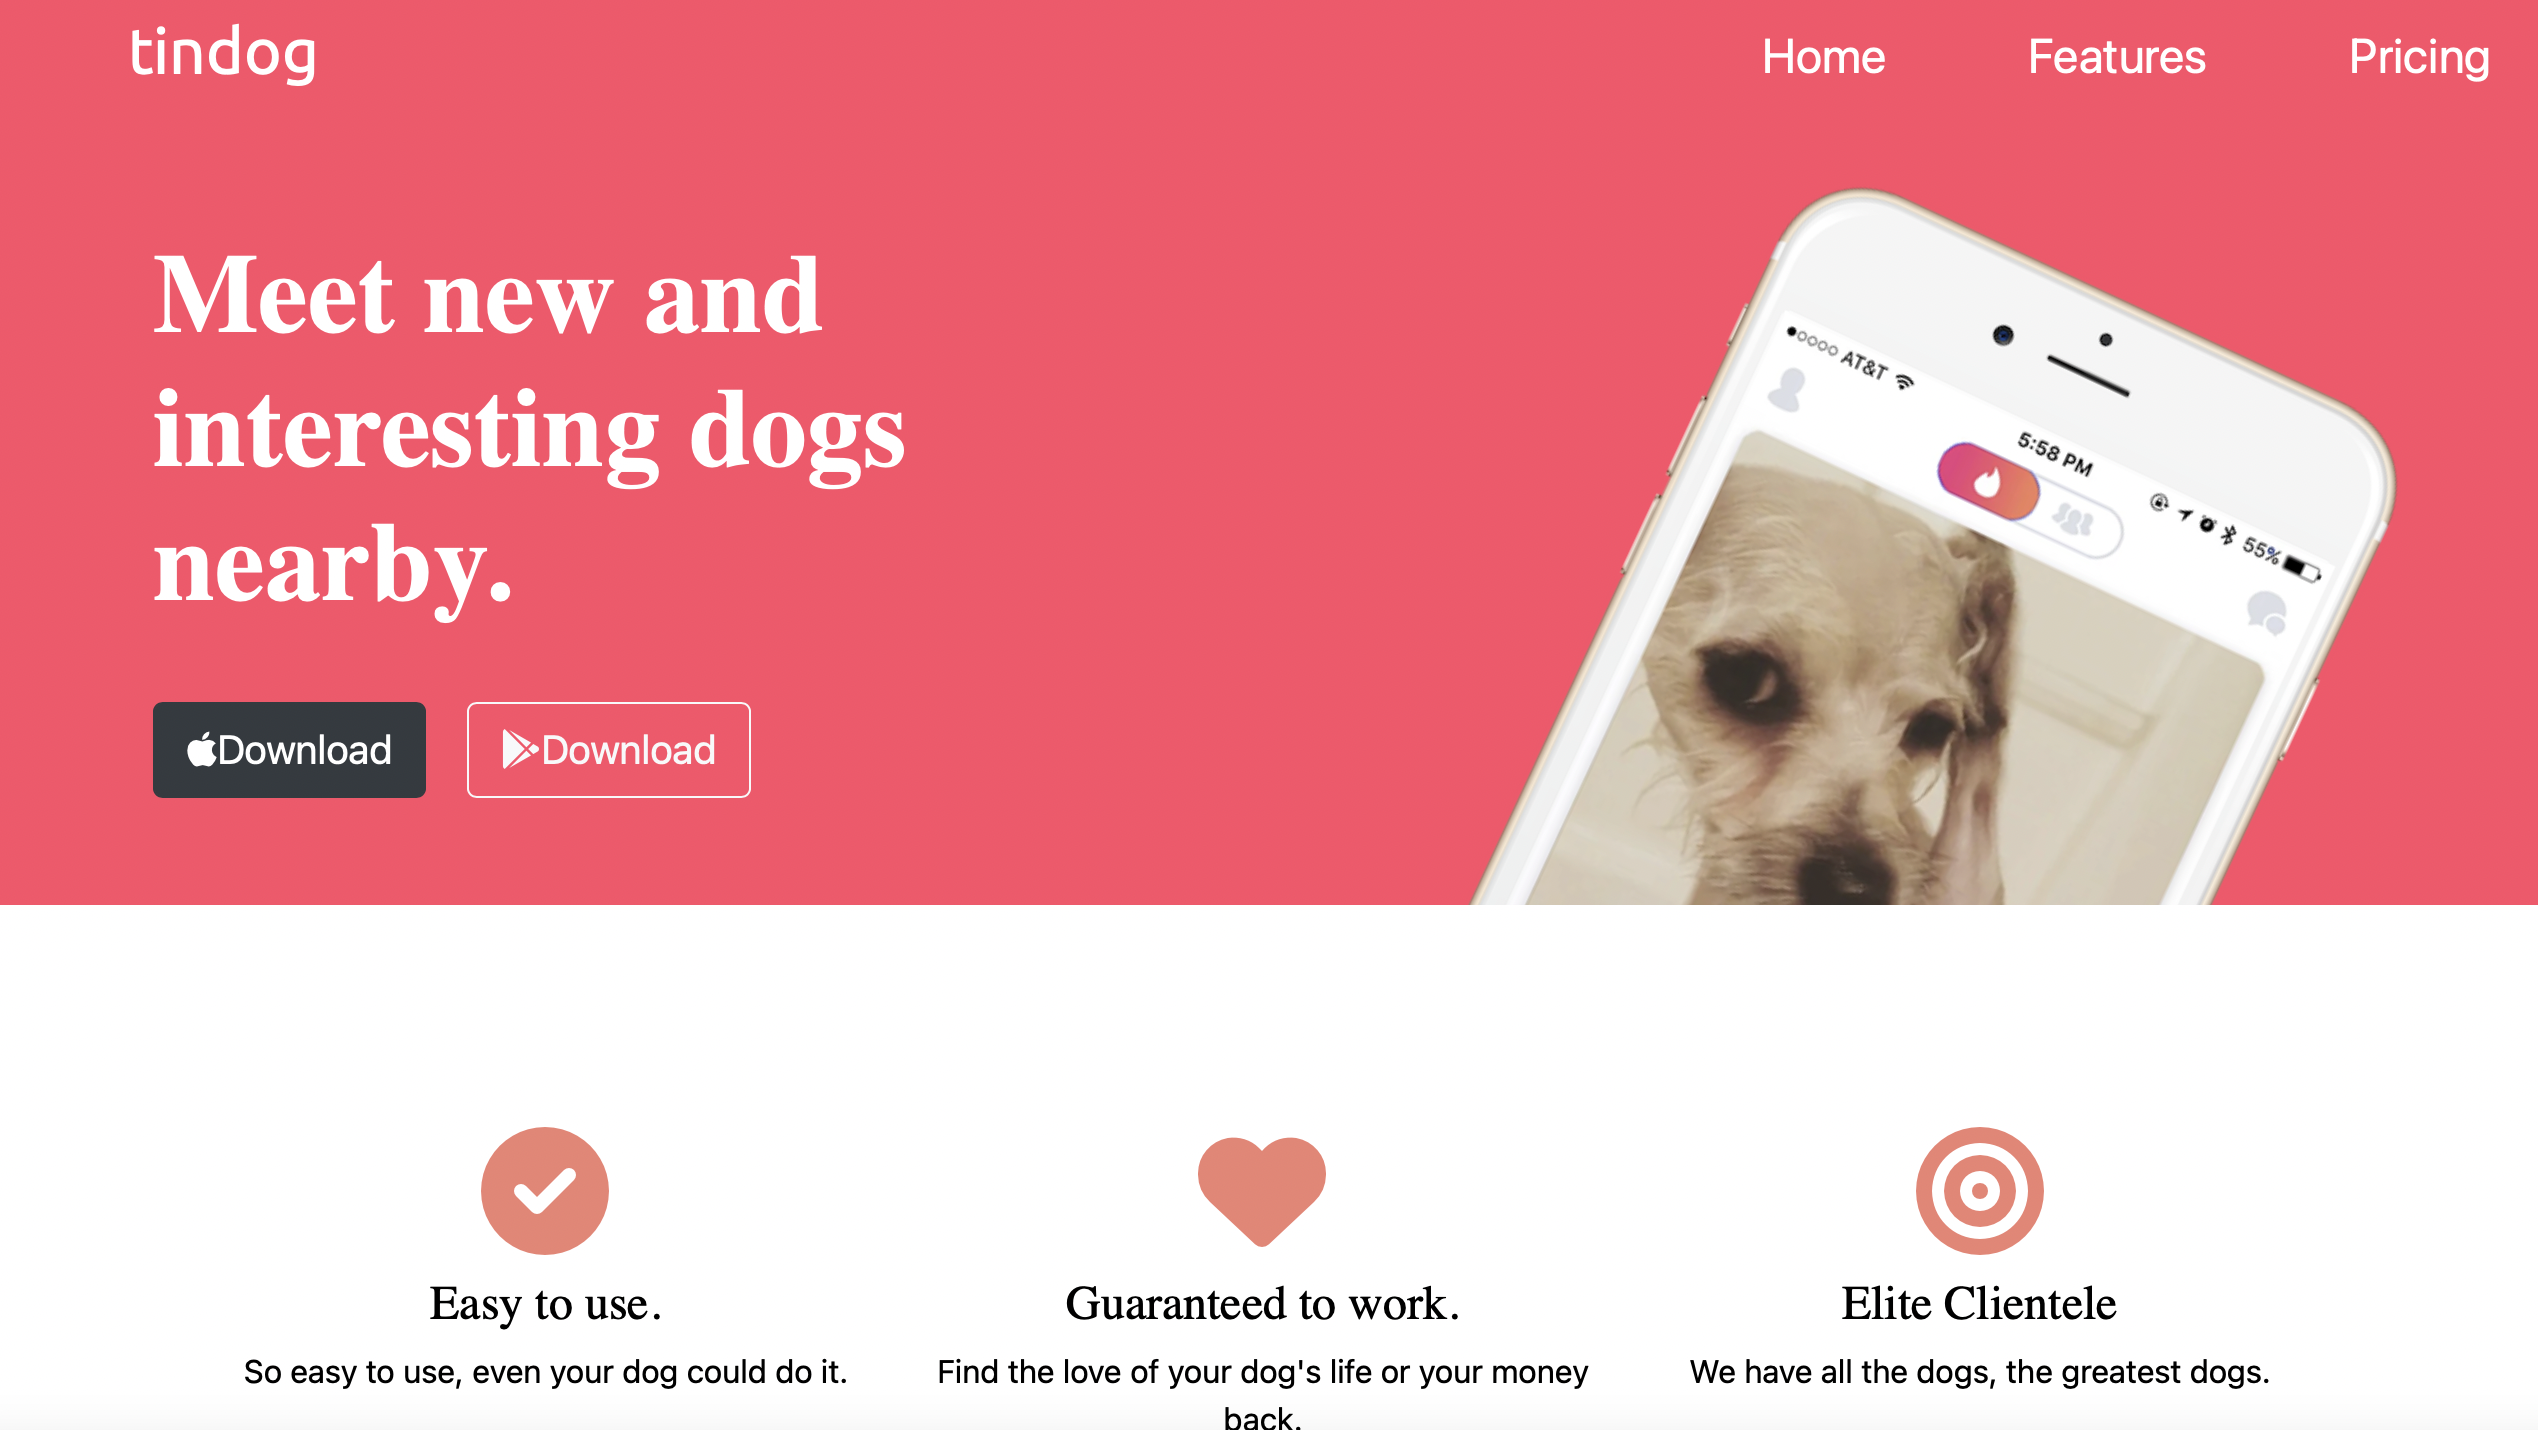 tindog
Home Features Pricing
Meet new and
interesting dogs
nearby.
Download Download
AT&T
5:58 PM
55%
Easy to use.
Guaranteed to work.
Elite Clientele
So easy to use, even your dog could do it.
Find the love of your dog's life or your money
back.
We have all the dogs, the greatest dogs.